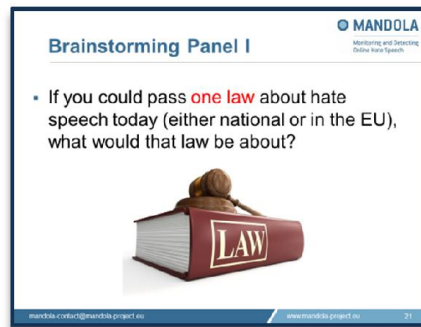 MANDOLA
Monitoring and Detecting
Online Hate Speech
Brainstorming Panel I
▪ If you could pass one law about hate
speech today (either national or in the EU),
what would that law be about?
LAW
mandola-contact@mandola-project.eu
www.mandola-project.eu
21